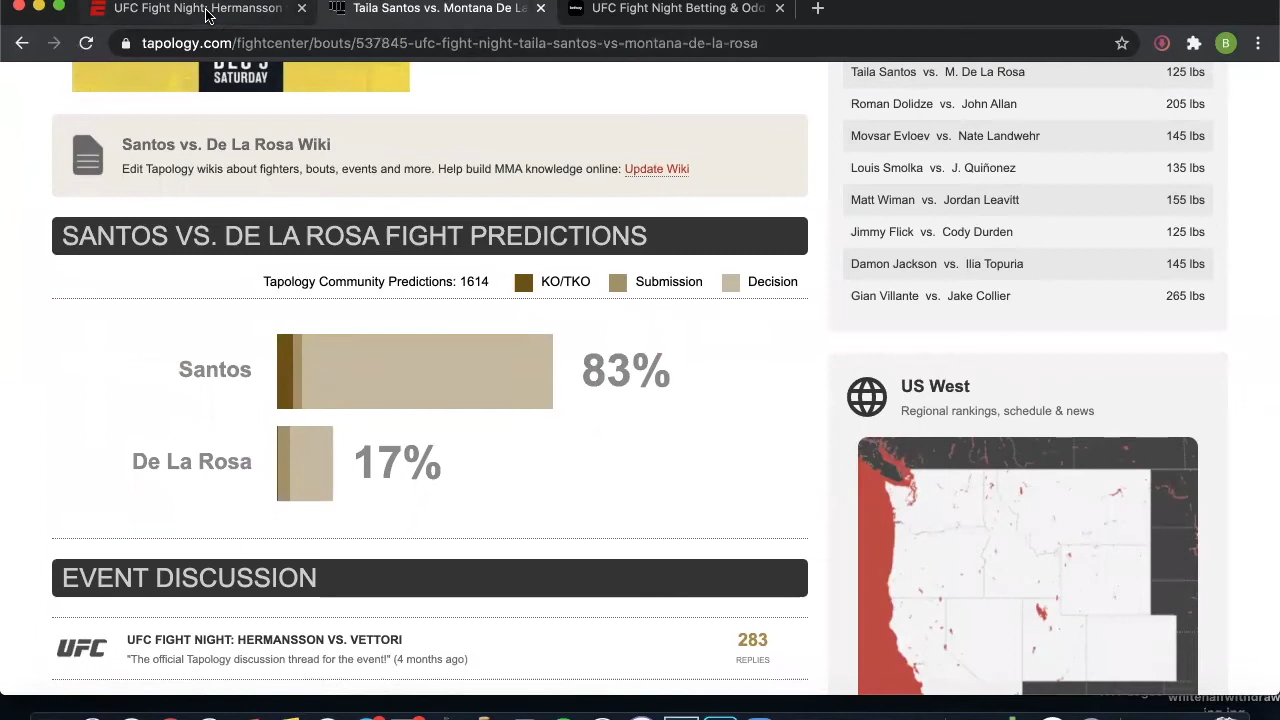 UFC Fight Night: Hermansson
Taila Santos vs. Montana De La
UFC Fight Night Betting & Odd
tapology.com/fightcenter/bouts/537845-ufc-fight-night-taila-santos-vs-montana-de-la-rosa
B
DEC 5
SATURDAY
Santos vs. De La Rosa Wiki
Edit Tapology wikis about fighters, bouts, events and more. Help build MMA knowledge online: Update Wiki
SANTOS VS. DE LA ROSA FIGHT PREDICTIONS
Tapology Community Predictions: 1614 KO/TKO Submission Decision
Santos 83%
De La Rosa 17%
EVENT DISCUSSION
UFC
UFC FIGHT NIGHT: HERMANSSON VS. VETTORI
"The official Tapology discussion thread for the event!" (4 months ago)
283
REPLIES
Taila Santos vs. M. De La Rosa 125 lbs
Roman Dolidze vs. John Allan 205 lbs
Movsar Evloev vs. Nate Landwehr 145 lbs
Louis Smolka vs. J. Quiñonez 135 lbs
Matt Wiman vs. Jordan Leavitt 155 lbs
Jimmy Flick vs. Cody Durden 125 lbs
Damon Jackson vs. Ilia Topuria 145 lbs
Gian Villante vs. Jake Collier 265 lbs
US West
Regional rankings, schedule & news